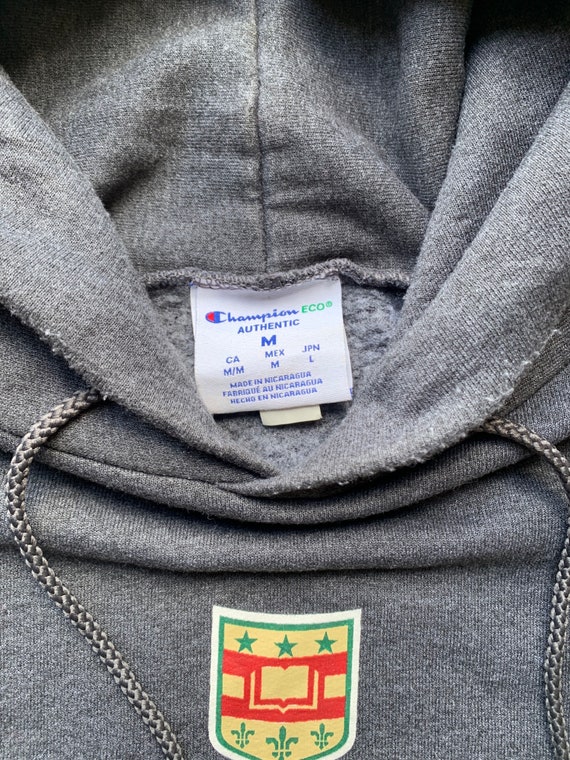 Champion ECO®
AUTHENTIC
M
CA MEX JPN
M/M M L
MADE IN NICARAGUA
FABRIQUÉ AU NICARAGUA
HECHO EN NICARAGUA